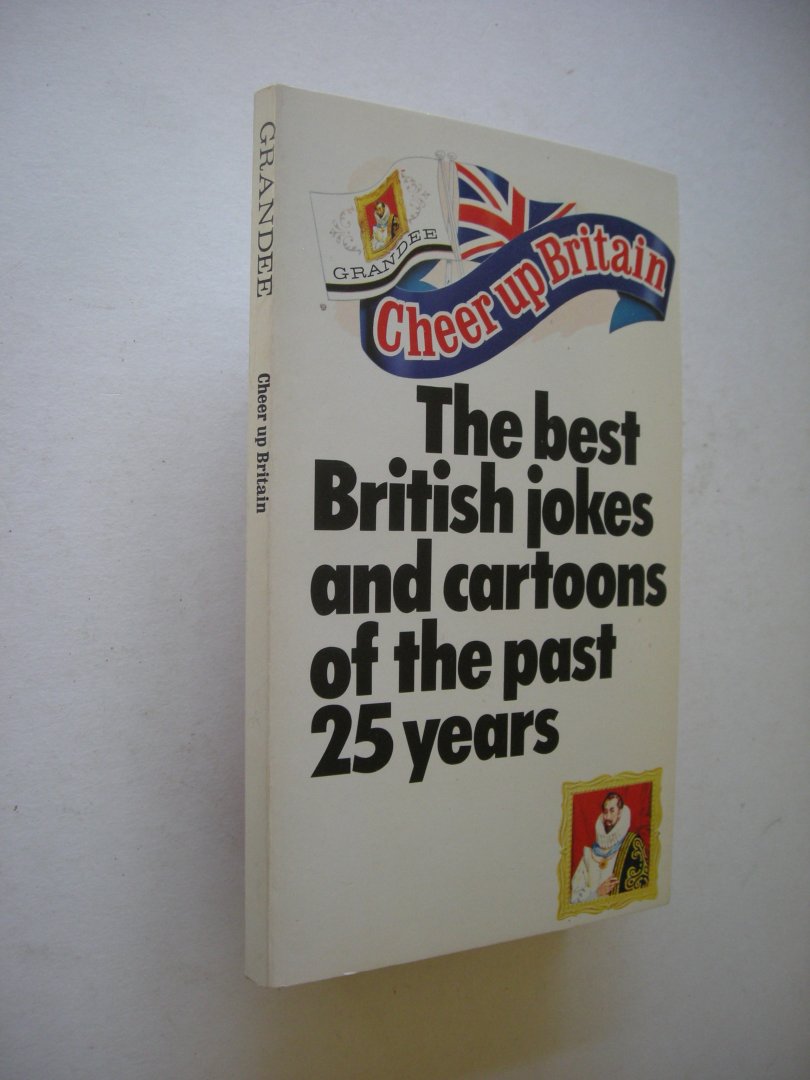 GRANDEE
Cheer up Britain
GRANDEE
Cheer up Britain
The best
British jokes
and cartoons
of the past
25 years